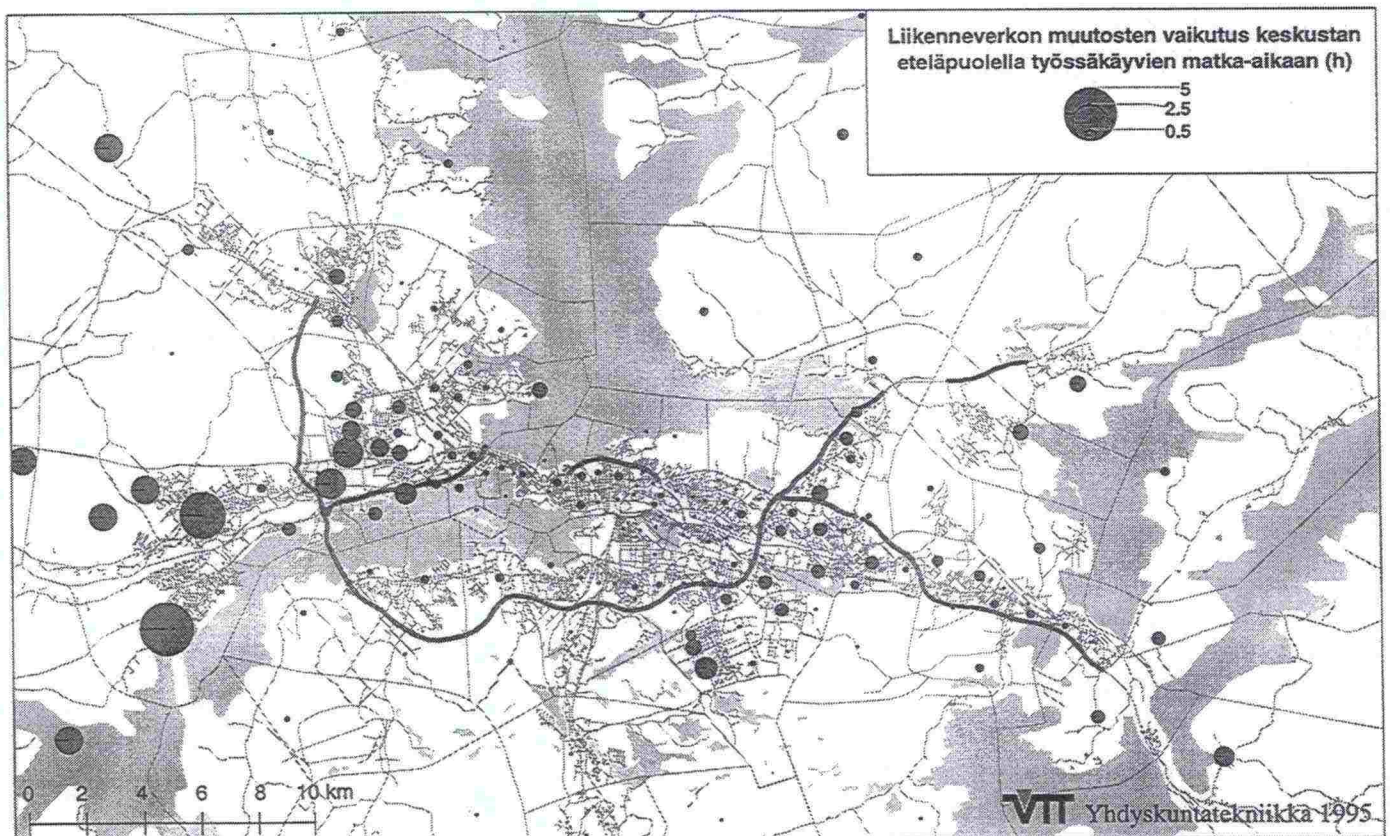 Liikenneverkon muutosten vaikutus keskustan
eteläpuolella työssäkäyvien matka-aikaan (h)
5
2.5
0.5
0 2 4 6 8 10 km
VTT Yhdyskuntatekniikka 1995